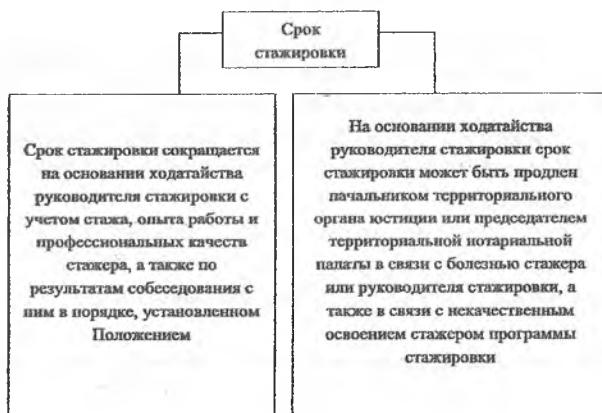 Срок
стажировки
Срок стажировки сокращается
на основании ходатайства
руководителя стажировки с
учетом стажа, опыта работы и
профессиональных качеств
стажера, а также по
результатам собеседования с
ним в порядке, установленном
Положением
На основании ходатайства
руководителя стажировки срок
стажировки может быть продлен
начальником территориального
органа юстиции или председателем
территориальной нотариальной
палаты в связи с болезнью стажера
или руководителя стажировки, а
также в связи с некачественным
освоением стажером программы
стажировки